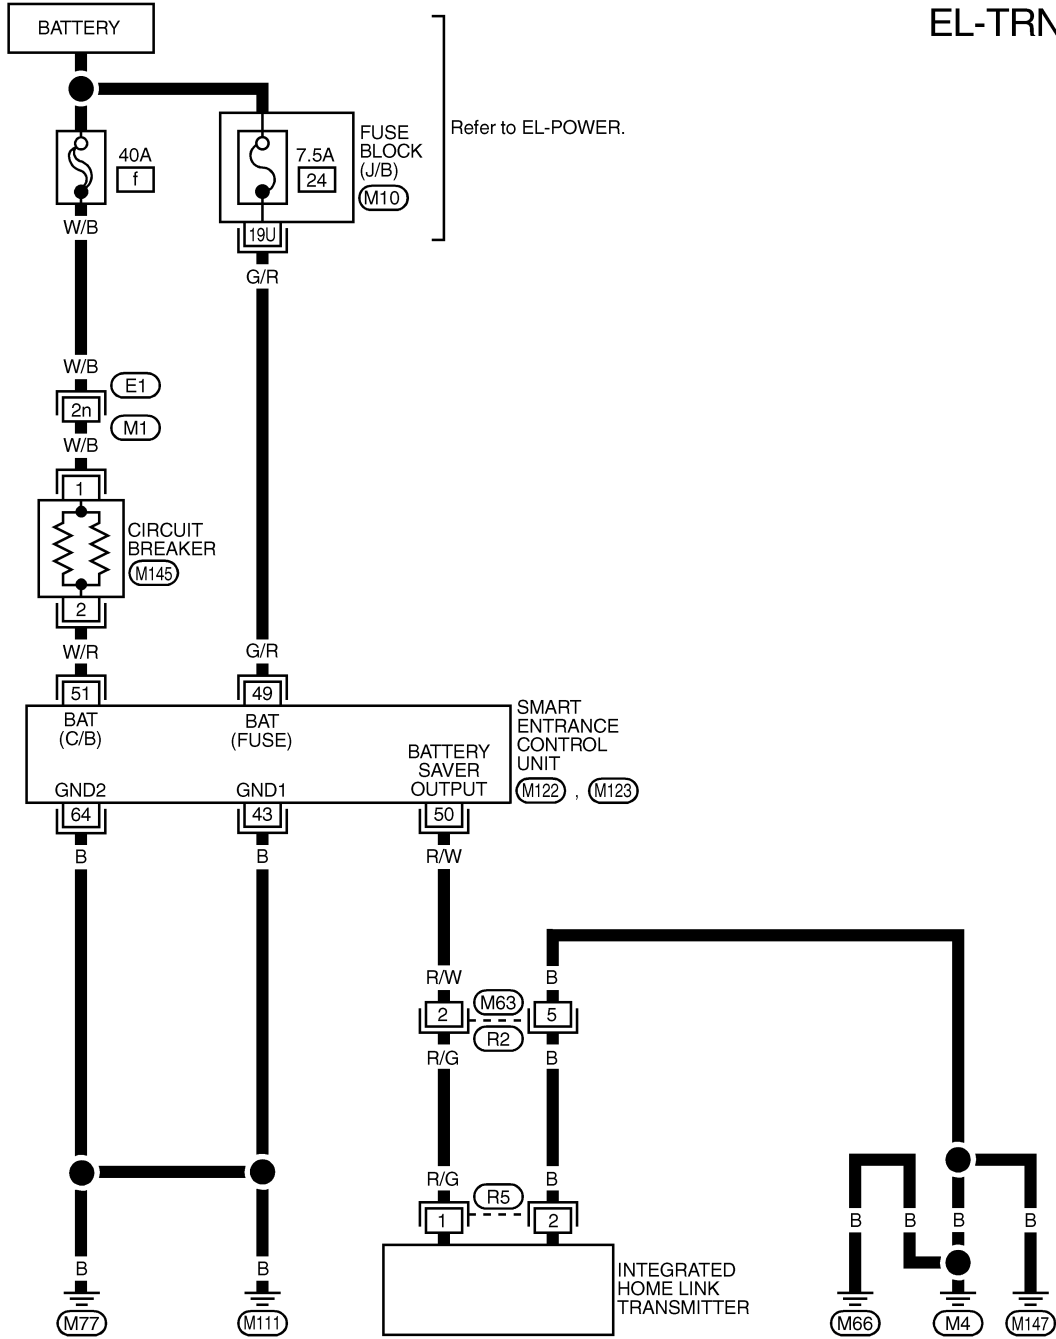 BATTERY
EL-TRN
Refer to EL-POWER.
FUSE
BLOCK
(J/B)
M10
40A
f
7.5A
24
19U
W/B
G/R
W/B
E1
2n
M1
W/B
1
CIRCUIT
BREAKER
M145
2
W/R
G/R
51
49
BAT
(C/B)
BAT
(FUSE)
BATTERY
SAVER
OUTPUT
GND2
GND1
SMART
ENTRANCE
CONTROL
UNIT
M122 , M123
64
43
50
B
B
R/W
R/W
B
M63
2
5
R2
R/G
B
R/G
B
R5
1
2
INTEGRATED
HOME LINK
TRANSMITTER
B
B
B
B
B
B
M77
M111
M66
M4
M147